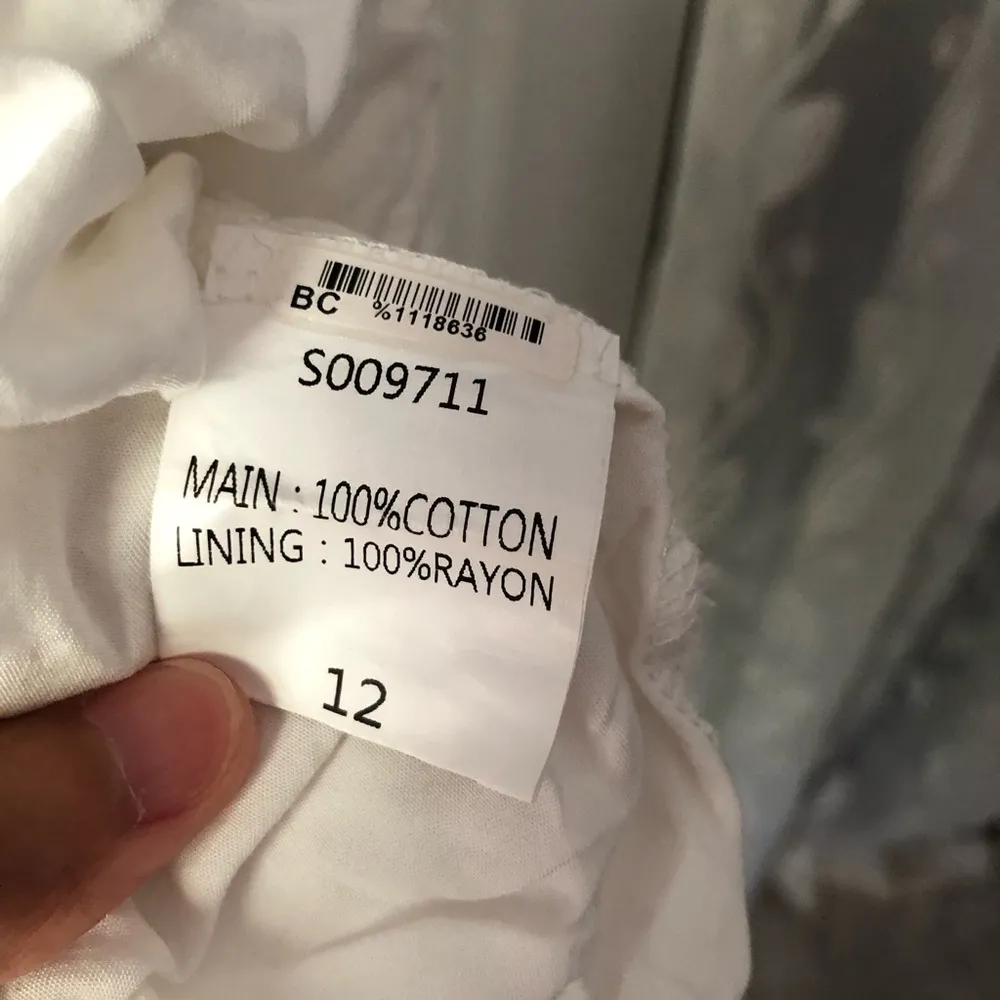 BC %1118636
S009711
MAIN : 100%COTTON
LINING : 100%RAYON
12